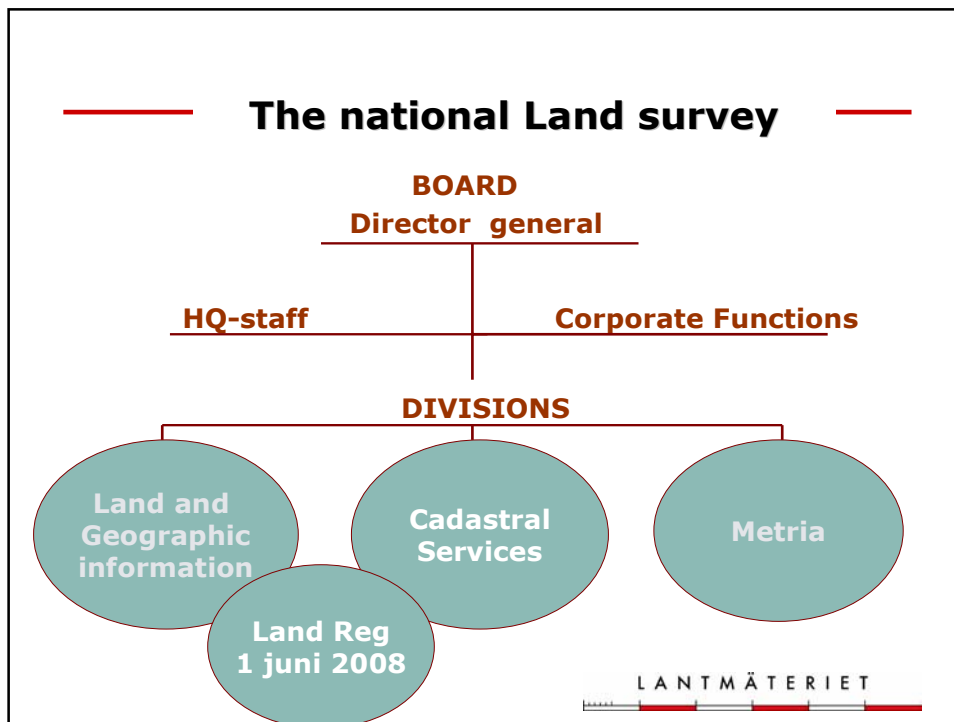 The national Land survey
BOARD
Director general
HQ-staff
Corporate Functions
DIVISIONS
Land and
Geographic
information
Cadastral
Services
Metria
Land Reg
1 juni 2008
LANTMÄTERIET